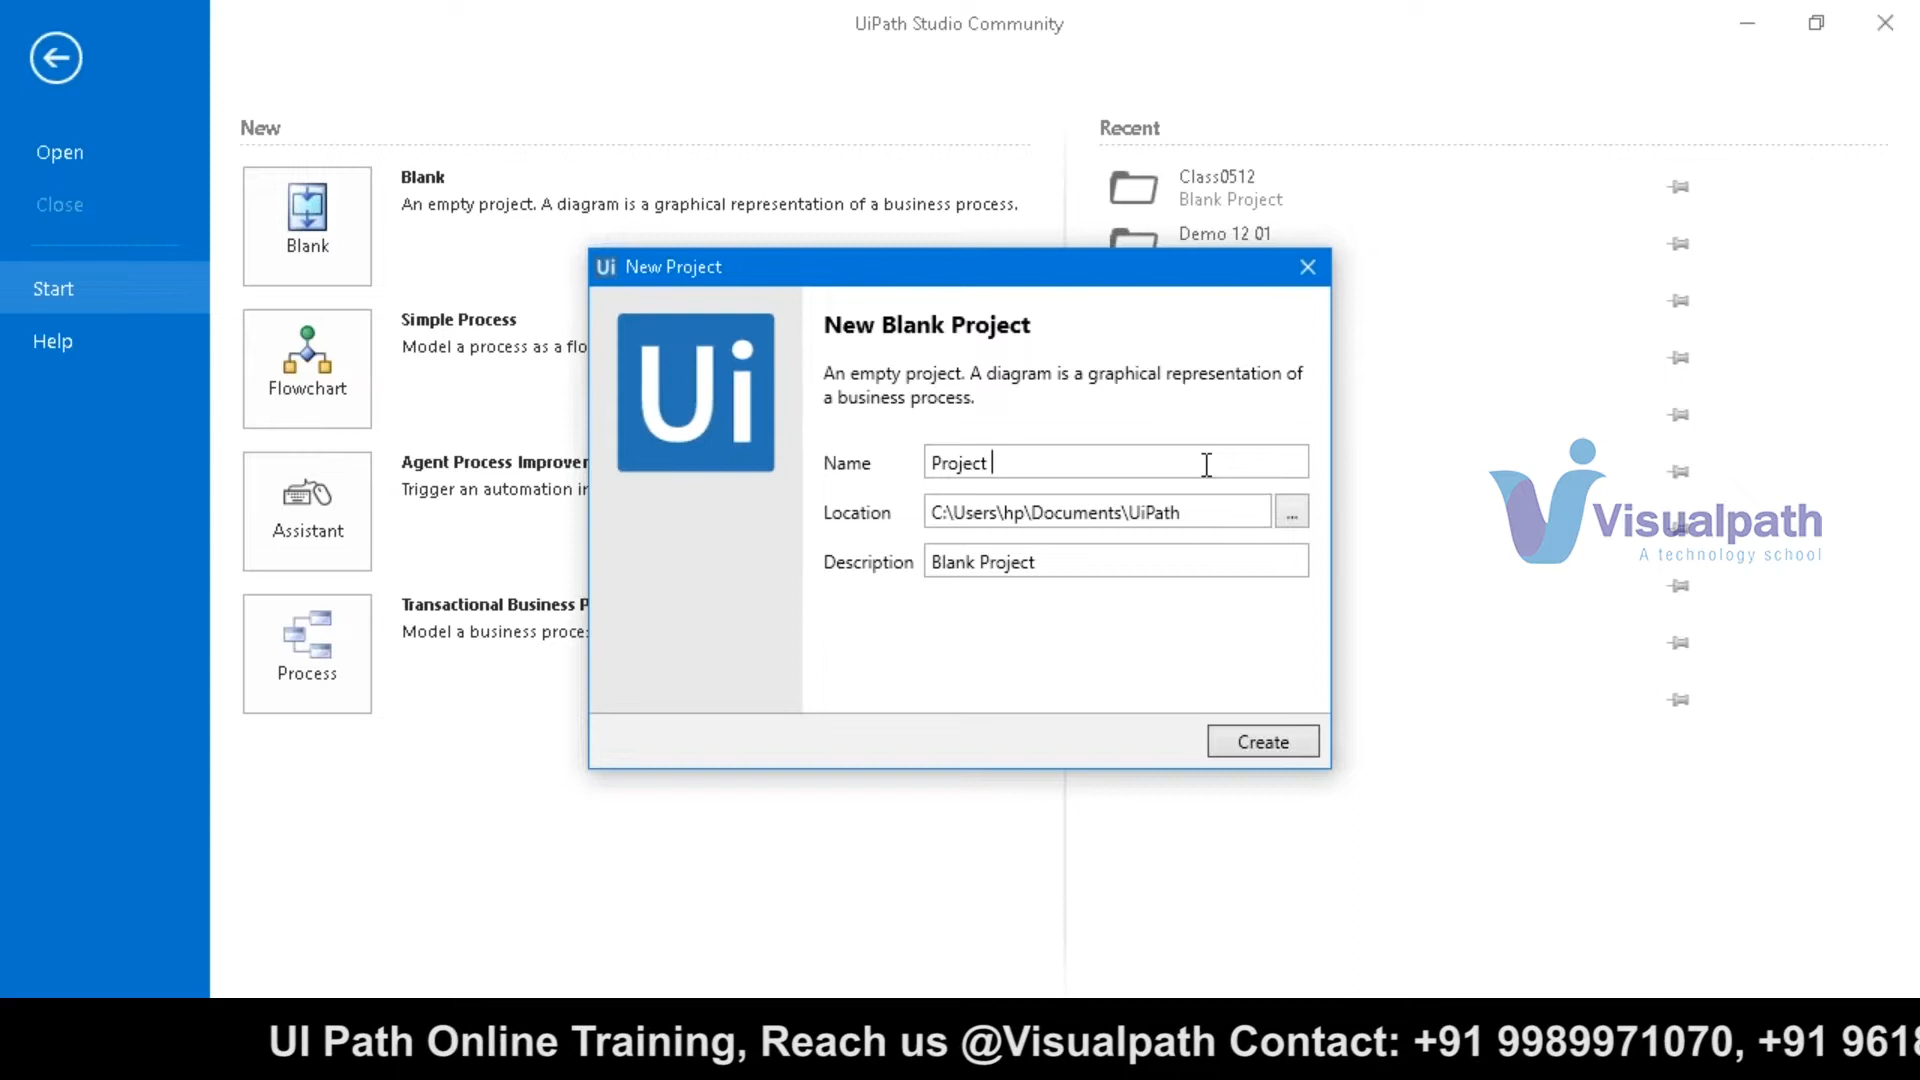 UiPath Studio Community
Open
Close
Start
Help
New
Blank
Blank
An empty project. A diagram is a graphical representation of a business process.
Flowchart
Simple Process
Model a process as a flo
Assistant
Agent Process Improver
Trigger an automation in
Process
Transactional Business P
Model a business proce
Recent
Class0512
Blank Project
Demo 12 01
Ui New Project
Ui
New Blank Project
An empty project. A diagram is a graphical representation of
a business process.
Name
Project
Location
C:\Users\hp\Documents\UiPath
...
Description
Blank Project
Create
Visualpath
A technology school
UI Path Online Training, Reach us @Visualpath Contact: +91 9989971070, +91 9618